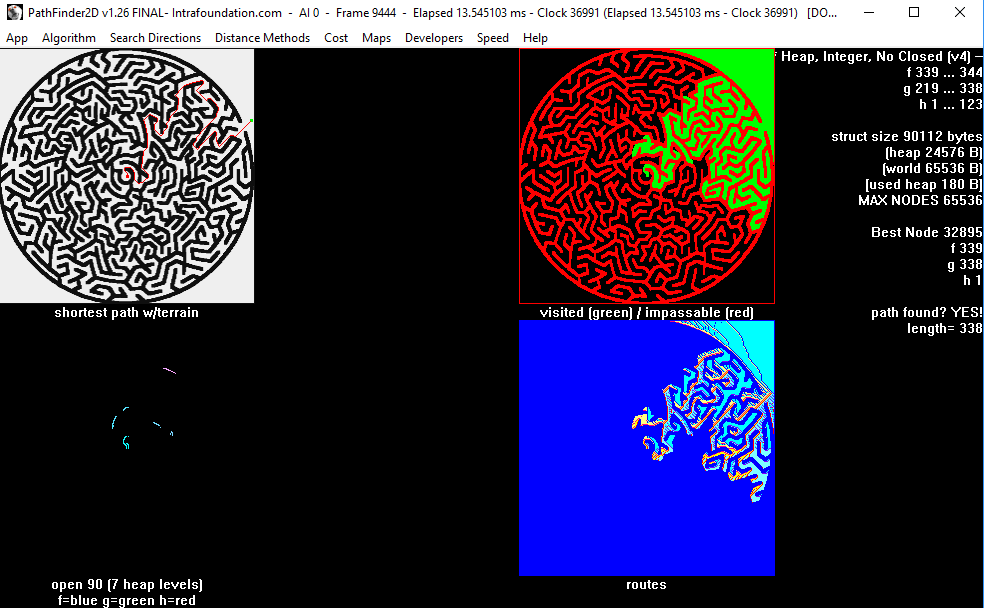 PathFinder2D v1.26 FINAL- Intrafoundation.com - AI 0 - Frame 9444 - Elapsed 13.545103 ms - Clock 36991 (Elapsed 13.545103 ms - Clock 36991) [DO...
App Algorithm Search Directions Distance Methods Cost Maps Developers Speed Help
Heap, Integer, No Closed (v4) --
f 339 ... 344
g 219 ... 338
h 1 ... 123
struct size 90112 bytes
(heap 24576 B)
(world 65536 B)
(used heap 180 B)
MAX NODES 65536
Best Node 32895
f 339
g 338
h 1
shortest path w/terrain
visited (green) / impassable (red)
path found? YES!
length= 338
open 90 (7 heap levels)
f=blue g=green h=red
routes